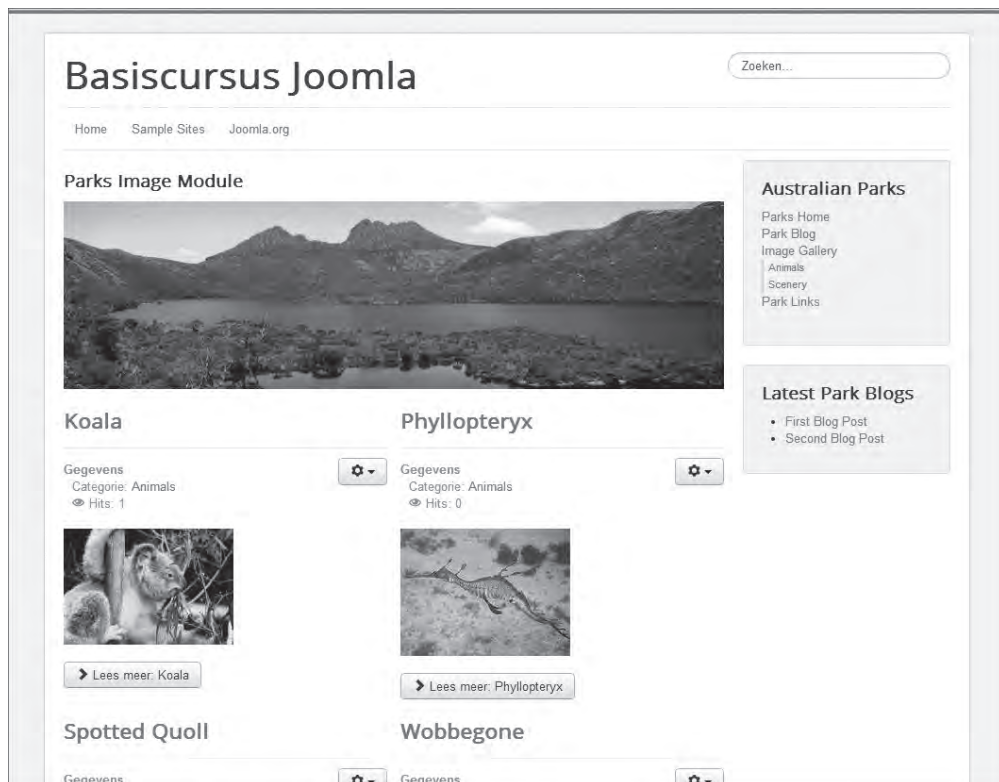 Basiscursus Joomla
Zoeken...
Home Sample Sites Joomla.org
Parks Image Module
Koala
Gegevens
Categorie: Animals
Hits: 1
Lees meer: Koala
Phyllopteryx
Gegevens
Categorie: Animals
Hits: 0
Lees meer: Phyllopteryx
Spotted Quoll
Gegevens
Wobbegone
Gegevens
Australian Parks
Parks Home
Park Blog
Image Gallery
Animals
Scenery
Park Links
Latest Park Blogs
First Blog Post
Second Blog Post